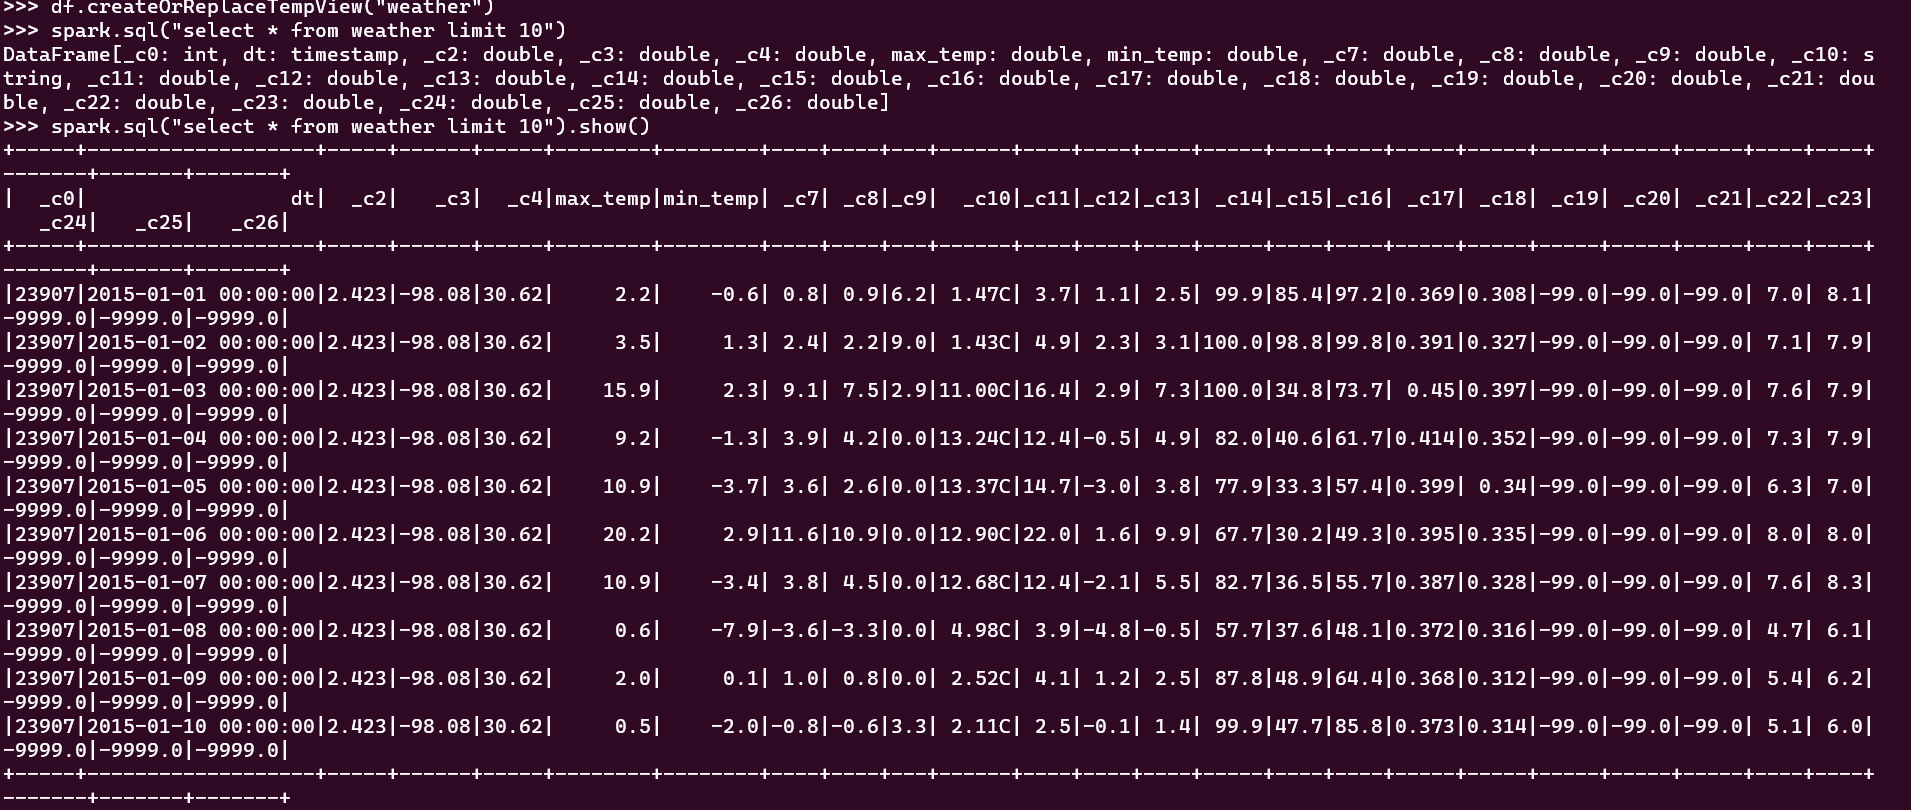 >>> df.createOrReplaceTempView("weather")
>>> spark.sql("select * from weather limit 10")
DataFrame[_c0: int, dt: timestamp, _c2: double, _c3: double, _c4: double, max_temp: double, min_temp: double, _c7: double, _c8: double, _c9: double, _c10: s
tring, _c11: double, _c12: double, _c13: double, _c14: double, _c15: double, _c16: double, _c17: double, _c18: double, _c19: double, _c20: double, _c21: dou
ble, _c22: double, _c23: double, _c24: double, _c25: double, _c26: double]
>>> spark.sql("select * from weather limit 10").show()
+-----+-------------------+-----+------+-----+--------+--------+----+----+---+------+----+----+----+-----+----+----+-----+-----+-----+-----+-----+----+----+
-------+-------+-------+
|  _c0|                 dt|  _c2|   _c3|  _c4|max_temp|min_temp| _c7| _c8|_c9|  _c10|_c11|_c12|_c13| _c14|_c15|_c16| _c17| _c18| _c19| _c20| _c21|_c22|_c23|
   _c24|   _c25|   _c26|
+-----+-------------------+-----+------+-----+--------+--------+----+----+---+------+----+----+----+-----+----+----+-----+-----+-----+-----+-----+----+----+
-------+-------+-------+
|23907|2015-01-01 00:00:00|2.423|-98.08|30.62|     2.2|    -0.6| 0.8| 0.9|6.2| 1.47C| 3.7| 1.1| 2.5| 99.9|85.4|97.2|0.369|0.308|-99.0|-99.0|-99.0| 7.0| 8.1|
-9999.0|-9999.0|-9999.0|
|23907|2015-01-02 00:00:00|2.423|-98.08|30.62|     3.5|     1.3| 2.4| 2.2|9.0| 1.43C| 4.9| 2.3| 3.1|100.0|98.8|99.8|0.391|0.327|-99.0|-99.0|-99.0| 7.1| 7.9|
-9999.0|-9999.0|-9999.0|
|23907|2015-01-03 00:00:00|2.423|-98.08|30.62|    15.9|     2.3| 9.1| 7.5|2.9|11.00C|16.4| 2.9| 7.3|100.0|34.8|73.7| 0.45|0.397|-99.0|-99.0|-99.0| 7.6| 7.9|
-9999.0|-9999.0|-9999.0|
|23907|2015-01-04 00:00:00|2.423|-98.08|30.62|     9.2|    -1.3| 3.9| 4.2|0.0|13.24C|12.4|-0.5| 4.9| 82.0|40.6|61.7|0.414|0.352|-99.0|-99.0|-99.0| 7.3| 7.9|
-9999.0|-9999.0|-9999.0|
|23907|2015-01-05 00:00:00|2.423|-98.08|30.62|    10.9|    -3.7| 3.6| 2.6|0.0|13.37C|14.7|-3.0| 3.8| 77.9|33.3|57.4|0.399| 0.34|-99.0|-99.0|-99.0| 6.3| 7.0|
-9999.0|-9999.0|-9999.0|
|23907|2015-01-06 00:00:00|2.423|-98.08|30.62|    20.2|     2.9|11.6|10.9|0.0|12.90C|22.0| 1.6| 9.9| 67.7|30.2|49.3|0.395|0.335|-99.0|-99.0|-99.0| 8.0| 8.0|
-9999.0|-9999.0|-9999.0|
|23907|2015-01-07 00:00:00|2.423|-98.08|30.62|    10.9|    -3.4| 3.8| 4.5|0.0|12.68C|12.4|-2.1| 5.5| 82.7|36.5|55.7|0.387|0.328|-99.0|-99.0|-99.0| 7.6| 8.3|
-9999.0|-9999.0|-9999.0|
|23907|2015-01-08 00:00:00|2.423|-98.08|30.62|     0.6|    -7.9|-3.6|-3.3|0.0| 4.98C| 3.9|-4.8|-0.5| 57.7|37.6|48.1|0.372|0.316|-99.0|-99.0|-99.0| 4.7| 6.1|
-9999.0|-9999.0|-9999.0|
|23907|2015-01-09 00:00:00|2.423|-98.08|30.62|     2.0|     0.1| 1.0| 0.8|0.0| 2.52C| 4.1| 1.2| 2.5| 87.8|48.9|64.4|0.368|0.312|-99.0|-99.0|-99.0| 5.4| 6.2|
-9999.0|-9999.0|-9999.0|
|23907|2015-01-10 00:00:00|2.423|-98.08|30.62|     0.5|    -2.0|-0.8|-0.6|3.3| 2.11C| 2.5|-0.1| 1.4| 99.9|47.7|85.8|0.373|0.314|-99.0|-99.0|-99.0| 5.1| 6.0|
-9999.0|-9999.0|-9999.0|
+-----+-------------------+-----+------+-----+--------+--------+----+----+---+------+----+----+----+-----+----+----+-----+-----+-----+-----+-----+----+----+
-------+-------+-------+